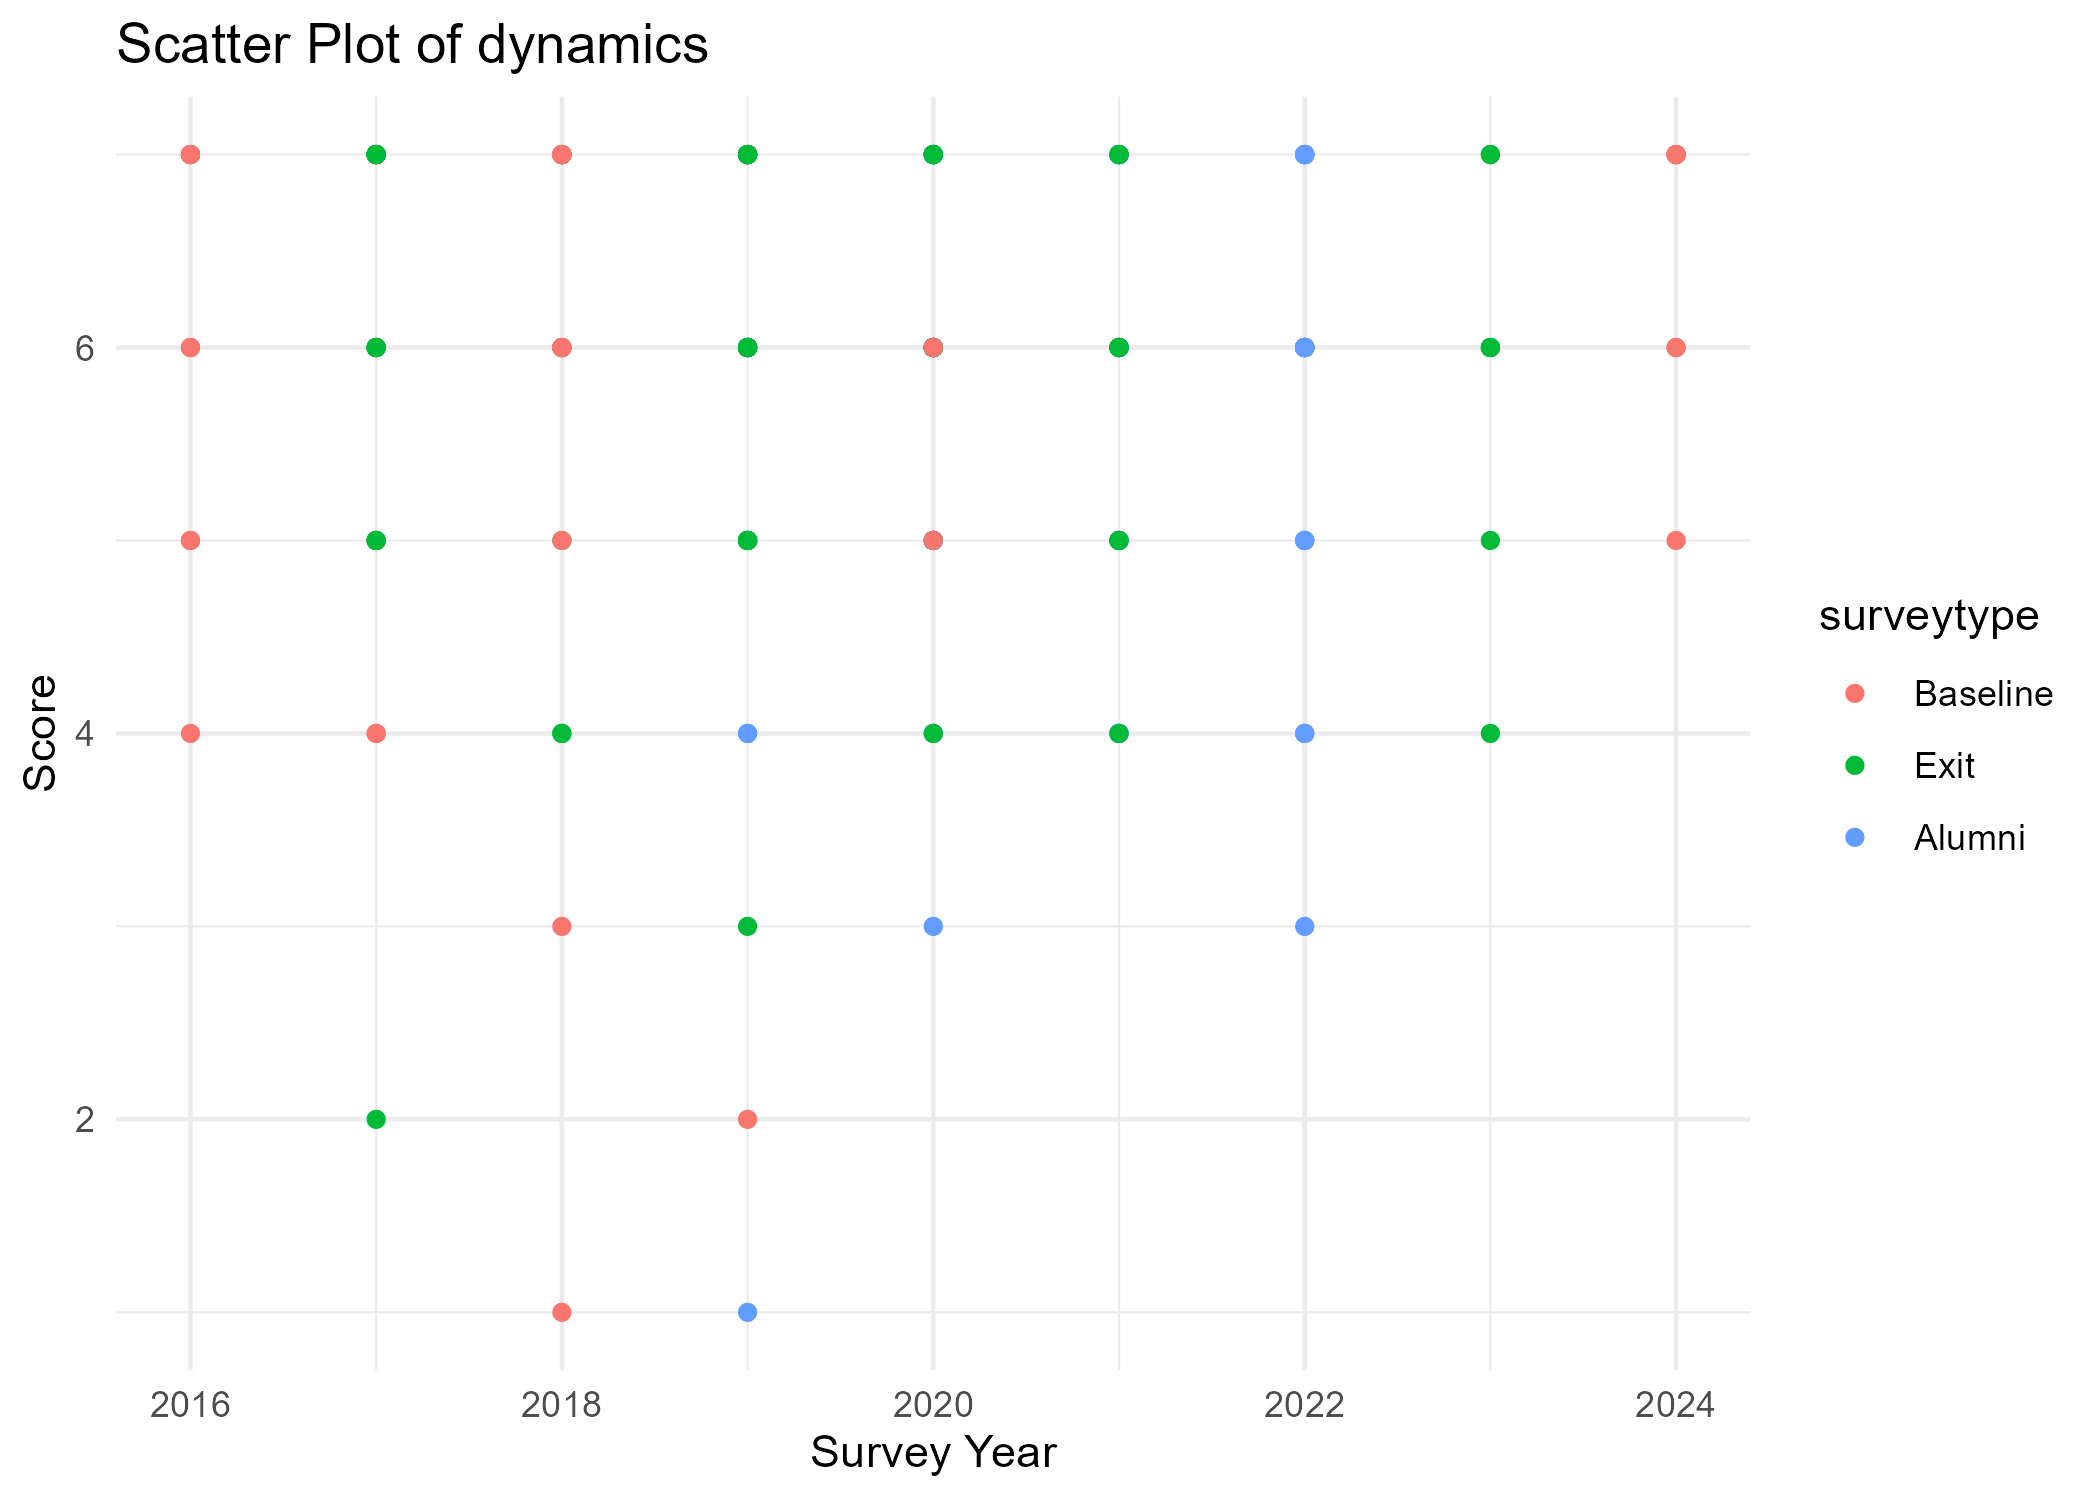 Scatter Plot of dynamics
Score
6
4
2
2016
2018
2020
2022
2024
Survey Year
surveytype
Baseline
Exit
Alumni